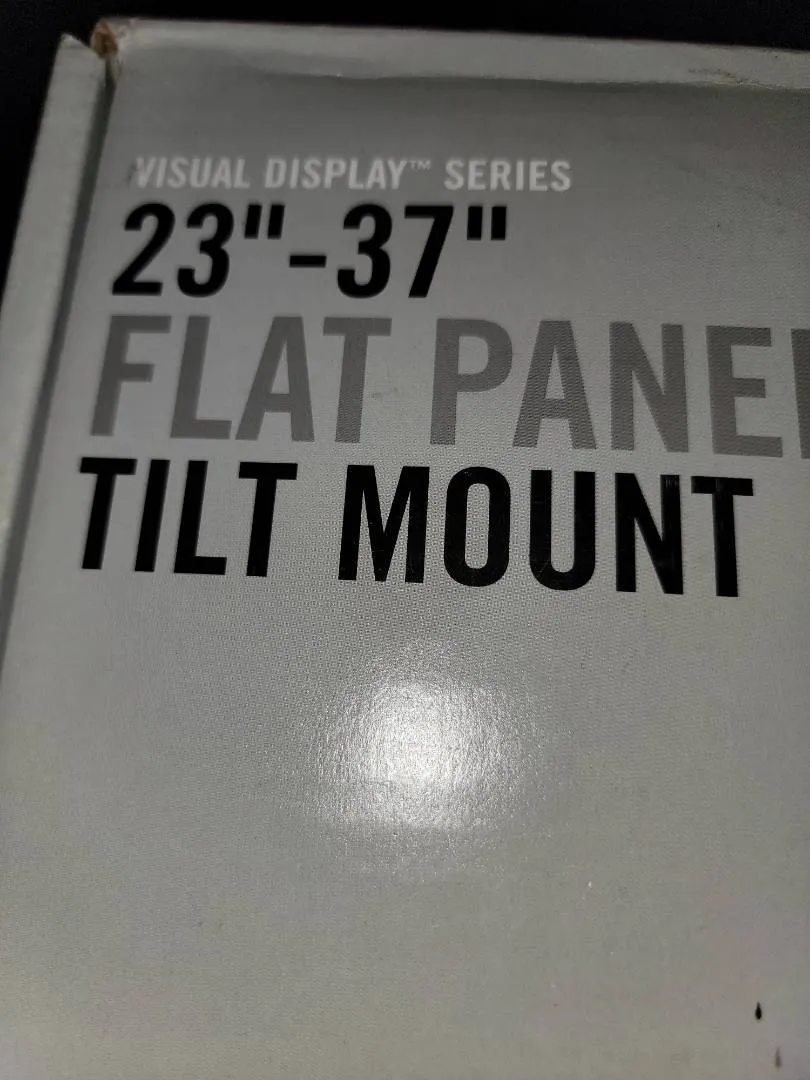 VISUAL DISPLAY™ SERIES
23"-37"
FLAT PANEL
TILT MOUNT